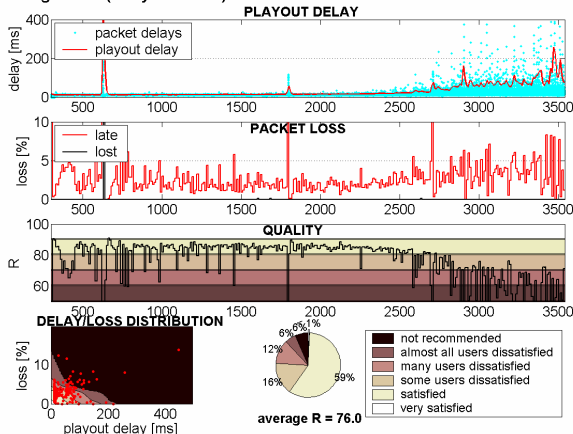 PLAYOUT DELAY
delay [ms]
400
200
0
packet delays
playout delay
500 1000 1500 2000 2500 3000 3500
PACKET LOSS
loss [%]
10
5
0
late
lost
500 1000 1500 2000 2500 3000 3500
QUALITY
R
100
80
60
500 1000 1500 2000 2500 3000 3500
DELAY/LOSS DISTRIBUTION
loss [%]
10
0
0 200 400
playout delay [ms]
6%
6%
1%
12%
16%
59%
average R = 76.0
not recommended
almost all users dissatisfied
many users dissatisfied
some users dissatisfied
satisfied
very satisfied